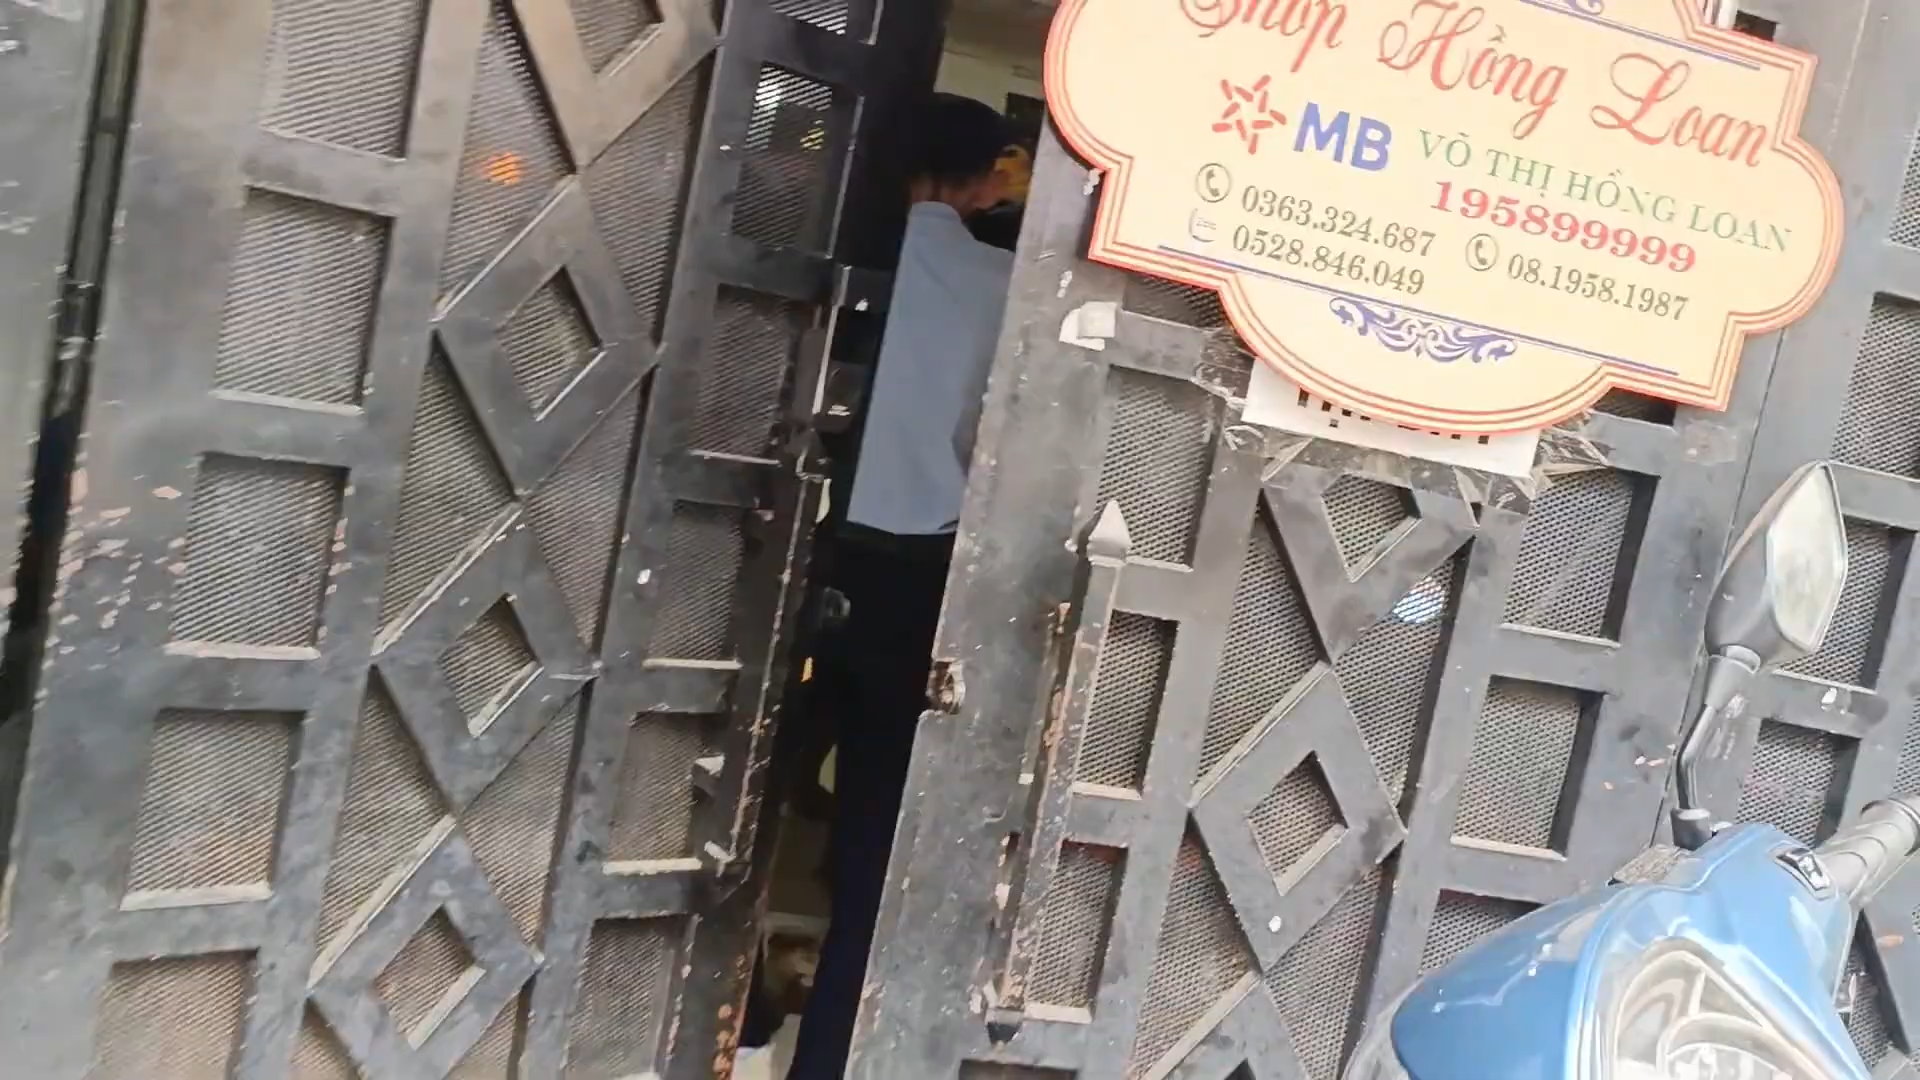 Shop Hồng Loan
MB VÕ THỊ HỒNG LOAN
195899999
0363.324.687
0528.846.049
08.1958.1987